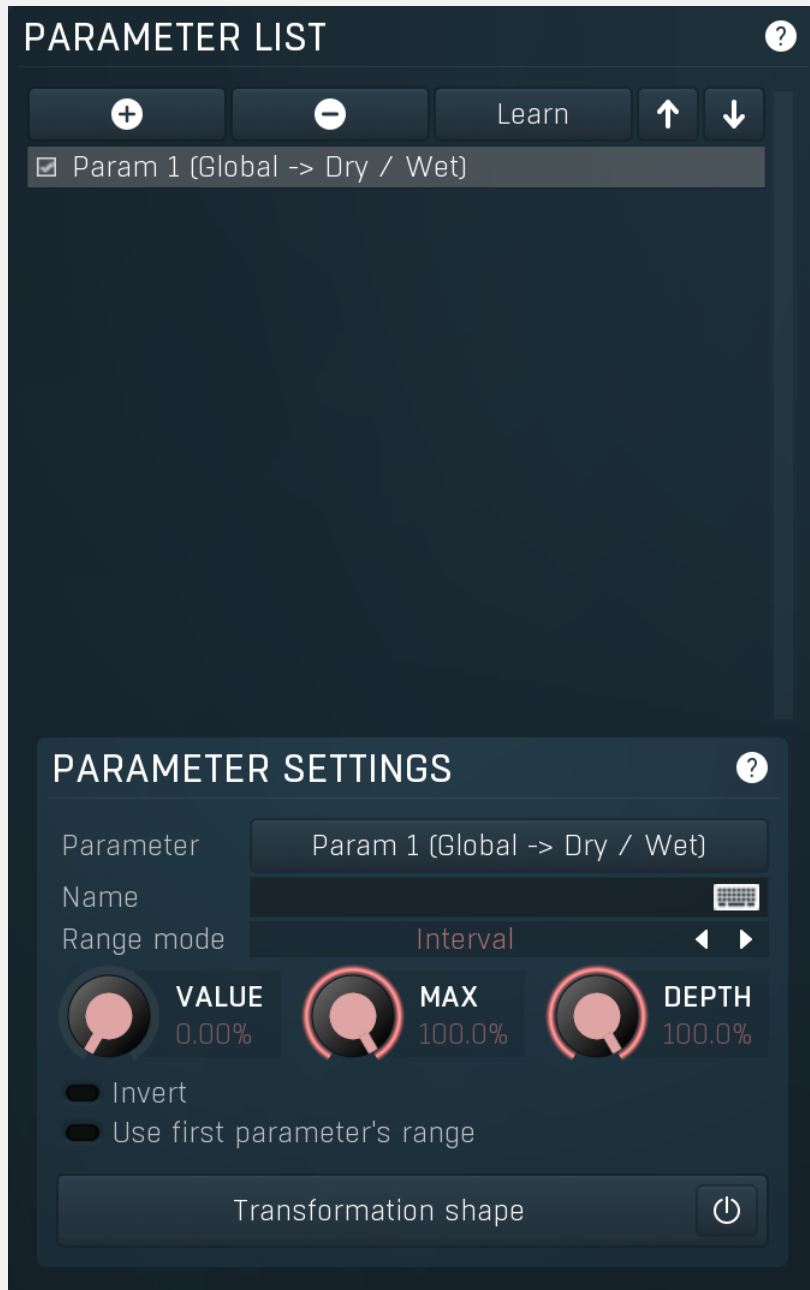 PARAMETER LIST ?
Learn
Param 1 (Global -> Dry / Wet)
PARAMETER SETTINGS ?
Parameter Param 1 (Global -> Dry / Wet)
Name
Range mode Interval
VALUE MAX DEPTH
0.00% 100.0% 100.0%
Invert
Use first parameter's range
Transformation shape